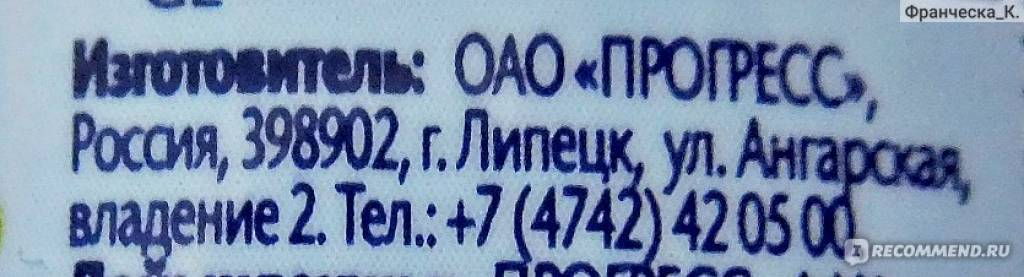 Франческа_К.
Изготовитель: ОАО «ПРОГРЕСС»,
Россия, 398902, г. Липецк, ул. Ангарская,
владение 2. Тел.: +7 (4742) 42 05 00
RECOMMEND.RU